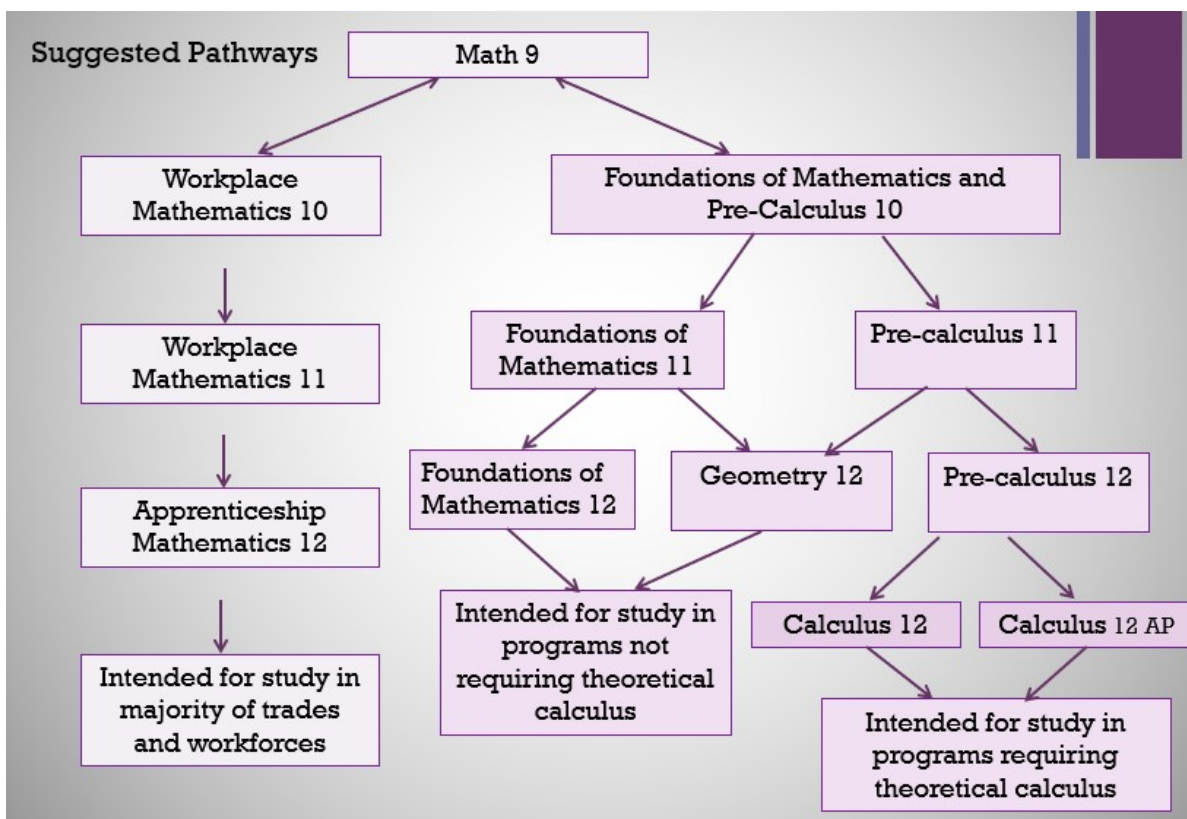 Suggested Pathways
Math 9
Workplace
Mathematics 10
Foundations of Mathematics and
Pre-Calculus 10
Workplace
Mathematics 11
Foundations of
Mathematics 11
Pre-calculus 11
Apprenticeship
Mathematics 12
Foundations of
Mathematics 12
Geometry 12
Pre-calculus 12
Intended for study in
majority of trades
and workforces
Intended for study in
programs not
requiring theoretical
calculus
Calculus 12
Calculus 12 AP
Intended for study in
programs requiring
theoretical calculus